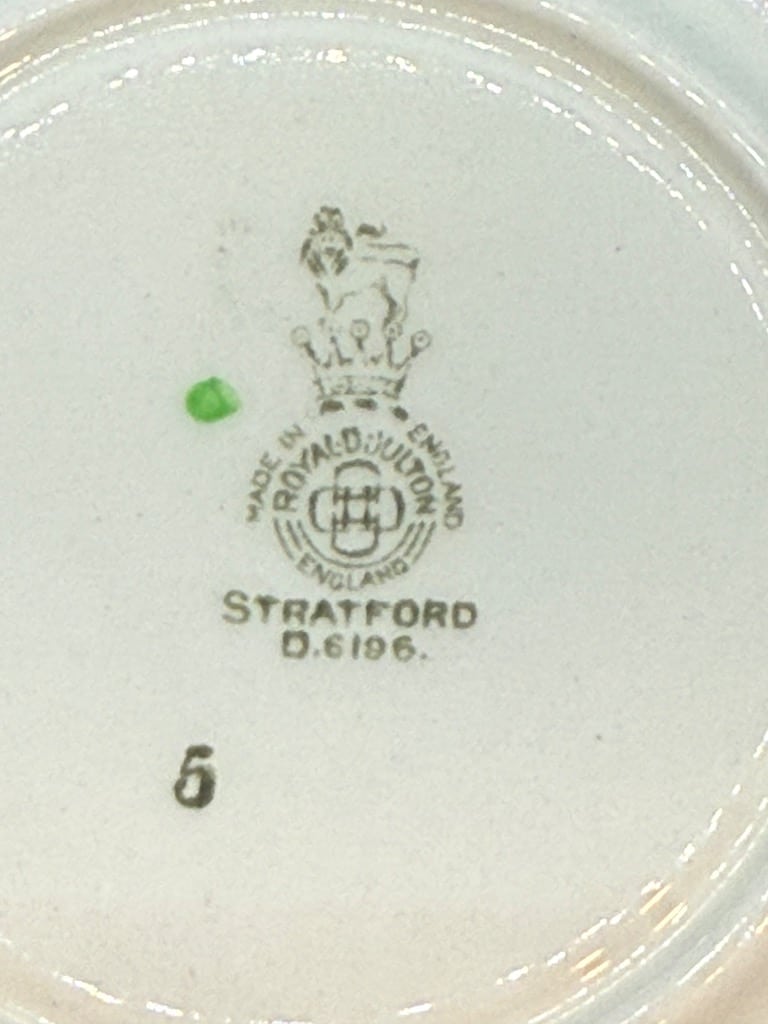 MADE IN ENGLAND
ROYAL DOULTON
ENGLAND
STRATFORD
D.6196.
5